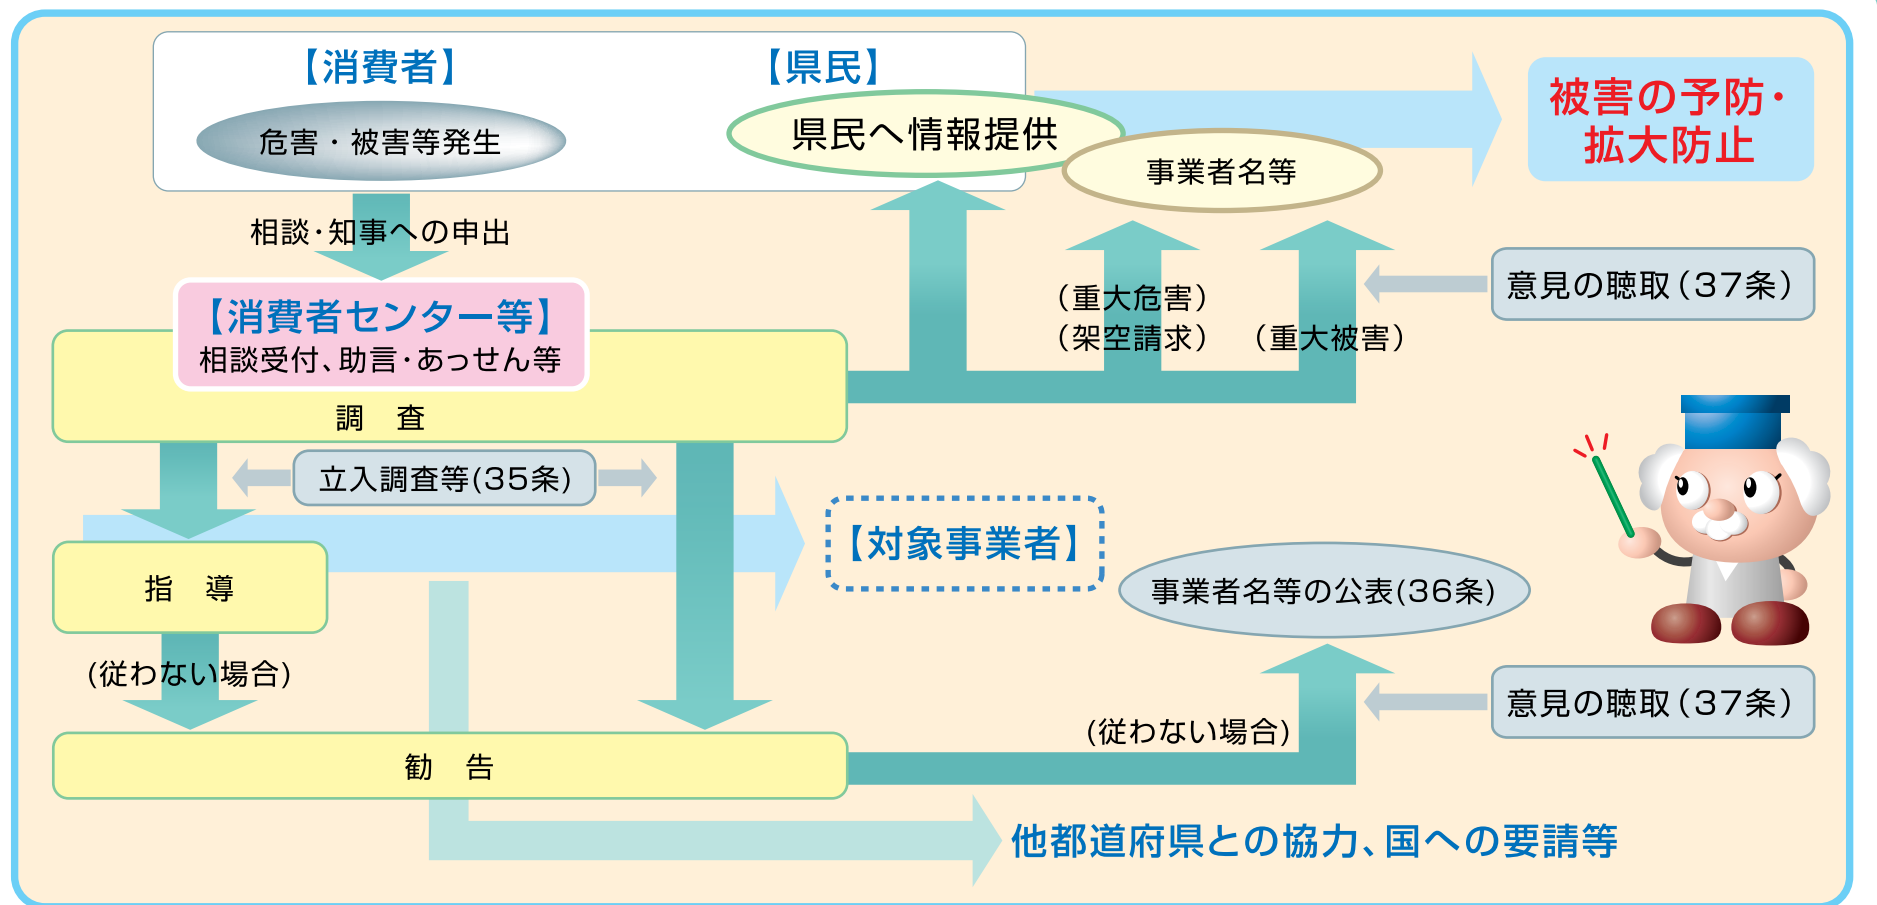 【消費者】
【県民】
危害・被害等発生
県民へ情報提供
事業者名等
被害の予防・
拡大防止
相談・知事への申出
【消費者センター等】
相談受付、助言・あっせん等
調　査
(重大危害)
(架空請求)
(重大被害)
意見の聴取(37条)
立入調査等(35条)
【対象事業者】
指　導
事業者名等の公表(36条)
(従わない場合)
(従わない場合)
意見の聴取(37条)
勧　告
他都道府県との協力、国への要請等